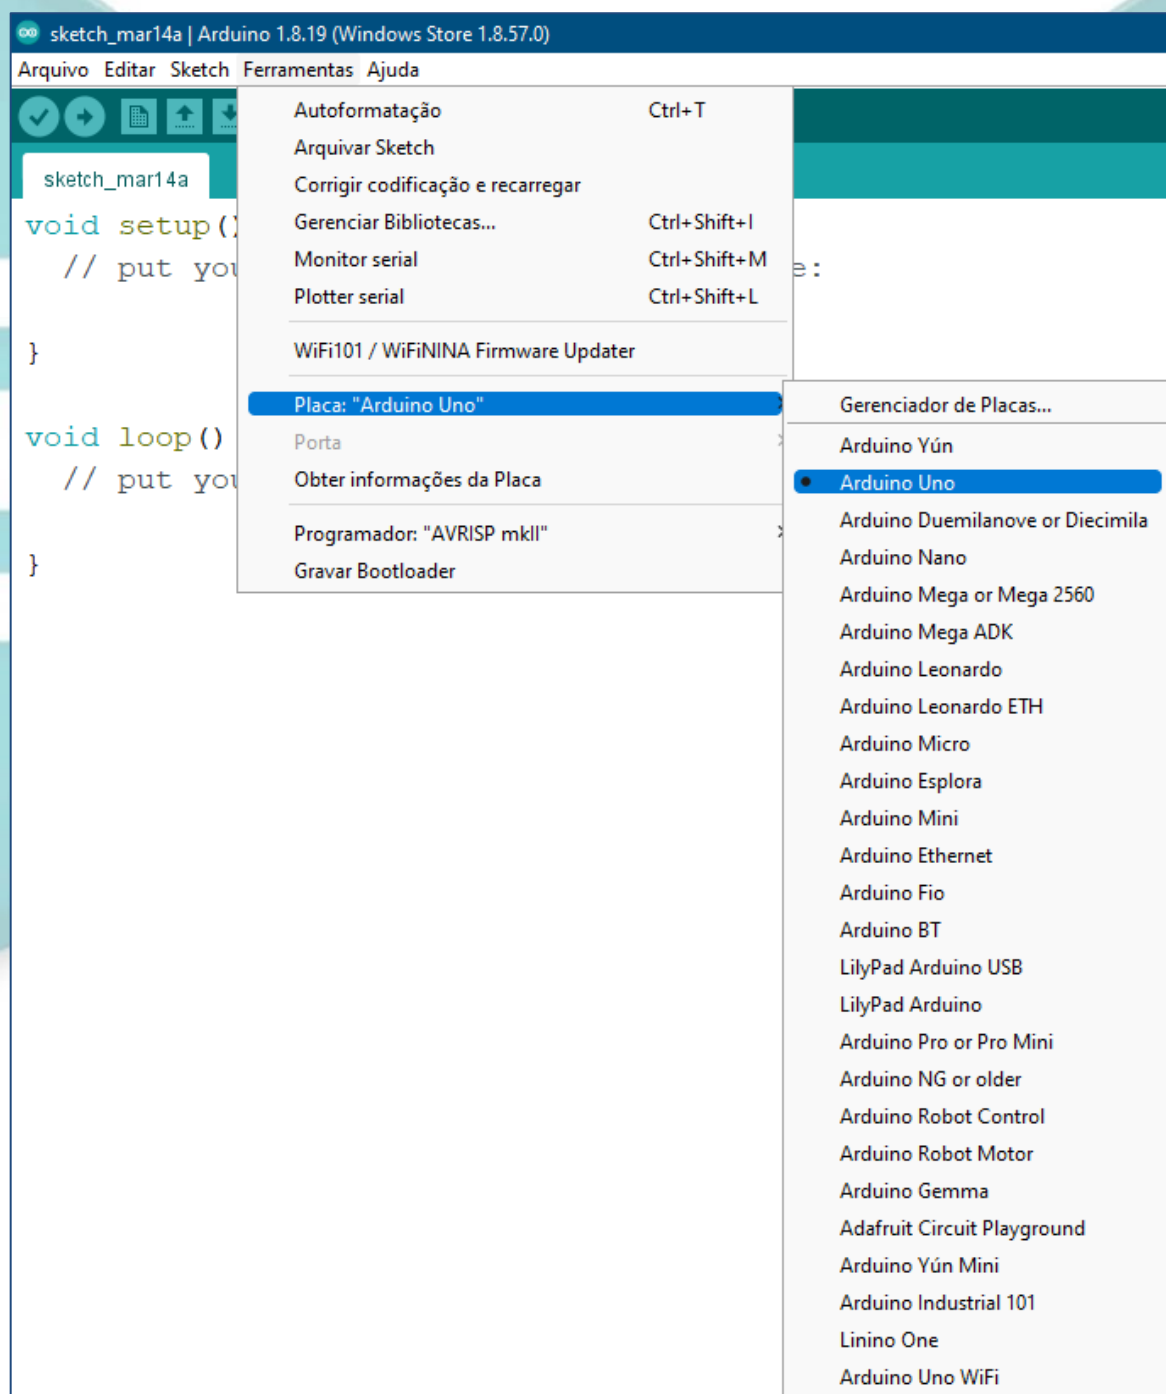 sketch_mar14a | Arduino 1.8.19 (Windows Store 1.8.57.0)
Arquivo Editar Sketch Ferramentas Ajuda
sketch_mar14a
void setup()
// put you
e:
}
void loop()
// put you
}
Autoformatação Ctrl+T
Arquivar Sketch
Corrigir codificação e recarregar
Gerenciar Bibliotecas... Ctrl+Shift+I
Monitor serial Ctrl+Shift+M
Plotter serial Ctrl+Shift+L
WiFi101 / WiFiNINA Firmware Updater
Placa: "Arduino Uno"
Porta
Obter informações da Placa
Programador: "AVRISP mkII"
Gravar Bootloader
Gerenciador de Placas...
Arduino Yún
Arduino Uno
Arduino Duemilanove or Diecimila
Arduino Nano
Arduino Mega or Mega 2560
Arduino Mega ADK
Arduino Leonardo
Arduino Leonardo ETH
Arduino Micro
Arduino Esplora
Arduino Mini
Arduino Ethernet
Arduino Fio
Arduino BT
LilyPad Arduino USB
LilyPad Arduino
Arduino Pro or Pro Mini
Arduino NG or older
Arduino Robot Control
Arduino Robot Motor
Arduino Gemma
Adafruit Circuit Playground
Arduino Yún Mini
Arduino Industrial 101
Linino One
Arduino Uno WiFi